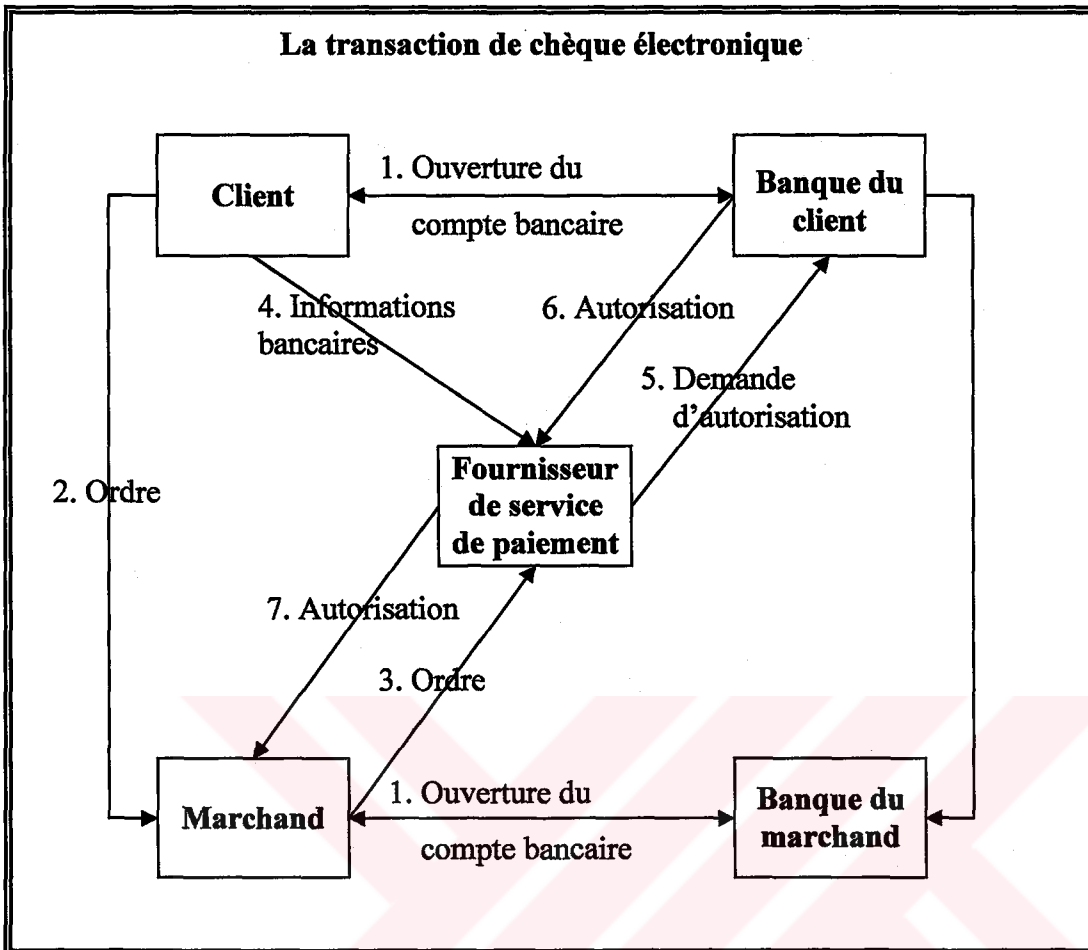 La transaction de chèque électronique
Client
1. Ouverture du
compte bancaire
Banque du
client
4. Informations
bancaires
6. Autorisation
5. Demande
d'autorisation
Fournisseur
de service
de paiement
2. Ordre
7. Autorisation
3. Ordre
Marchand
1. Ouverture du
compte bancaire
Banque du
marchand